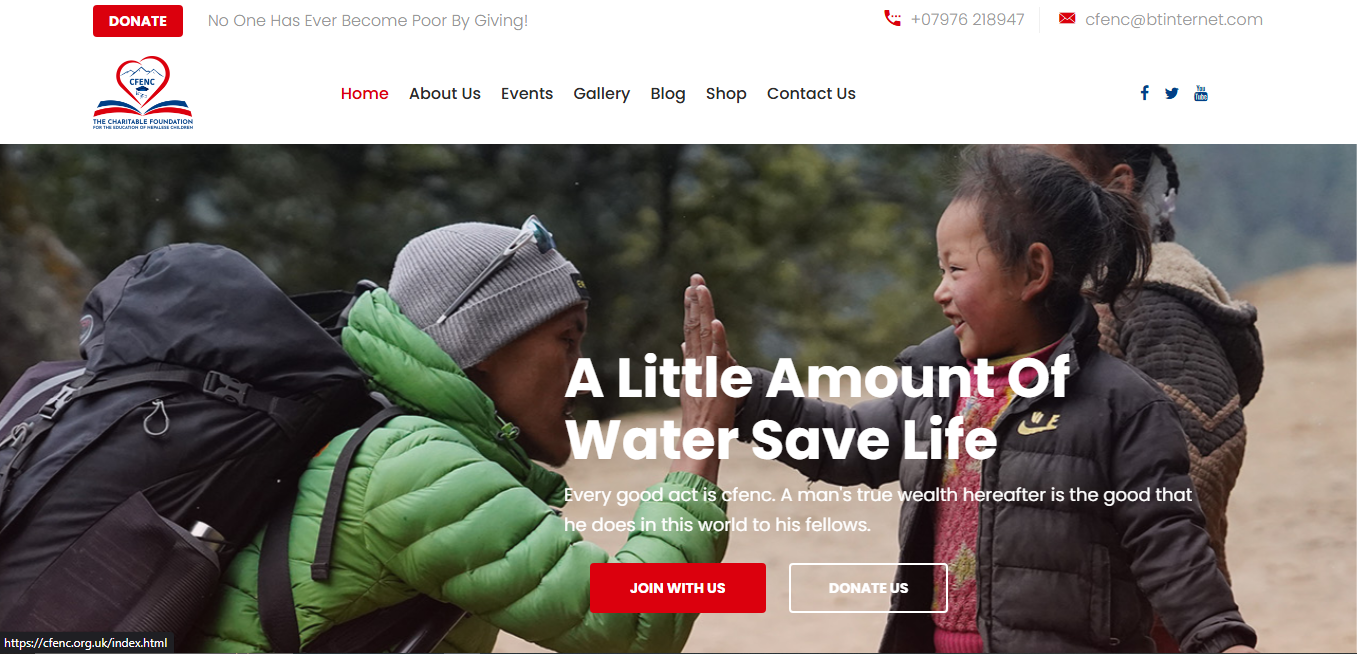 DONATE
No One Has Ever Become Poor By Giving!
+07976 218947
cfenc@btinternet.com
CFENC
THE CHARITABLE FOUNDATION
FOR THE EDUCATION OF NEPALESE CHILDREN
Home
About Us
Events
Gallery
Blog
Shop
Contact Us
You
Tube
A Little Amount Of
Water Save Life
Every good act is cfenc. A man's true wealth hereafter is the good that
he does in this world to his fellows.
JOIN WITH US
DONATE US
https://cfenc.org.uk/index.html